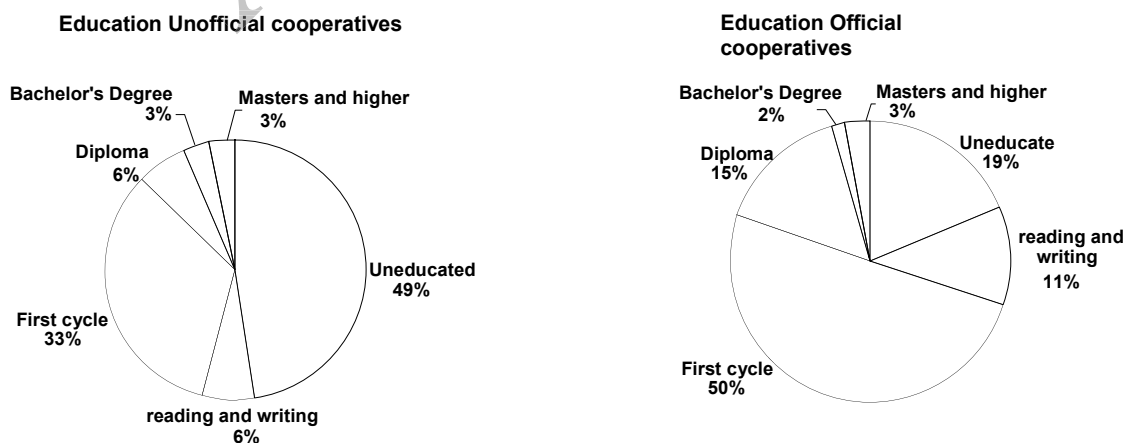 Education Unofficial cooperatives
Bachelor's Degree
3%
Masters and higher
3%
Diploma
6%
Uneducated
49%
First cycle
33%
reading and writing
6%
Education Official
cooperatives
Bachelor's Degree
2%
Masters and higher
3%
Diploma
15%
Uneducate
19%
reading and
writing
11%
First cycle
50%